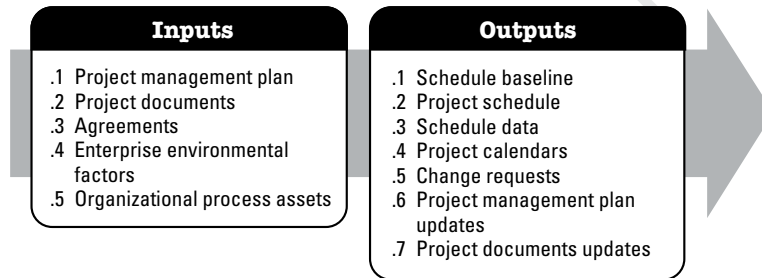 Inputs
.1 Project management plan
.2 Project documents
.3 Agreements
.4 Enterprise environmental
factors
.5 Organizational process assets
Outputs
.1 Schedule baseline
.2 Project schedule
.3 Schedule data
.4 Project calendars
.5 Change requests
.6 Project management plan
updates
.7 Project documents updates